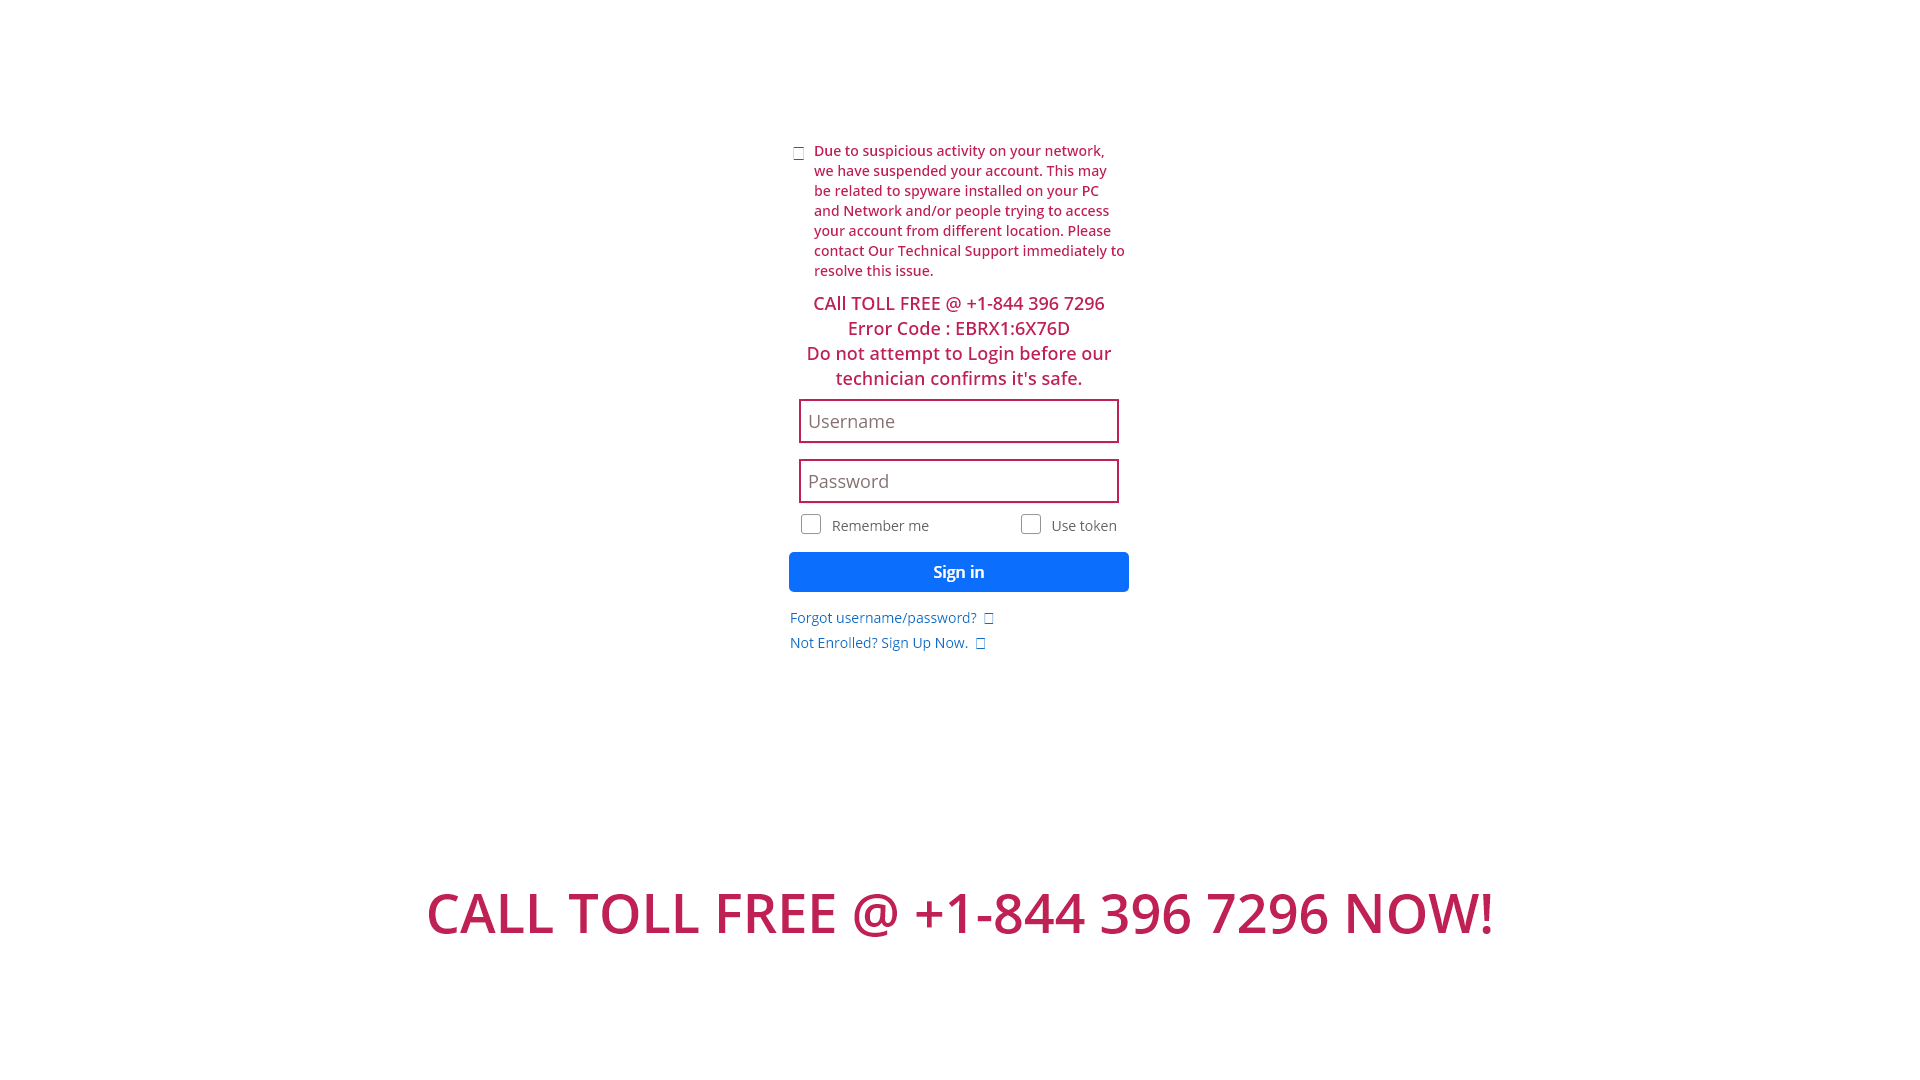 Due to suspicious activity on your network,
we have suspended your account. This may
be related to spyware installed on your PC
and Network and/or people trying to access
your account from different location. Please
contact Our Technical Support immediately to
resolve this issue.
CAll TOLL FREE @ +1-844 396 7296
Error Code : EBRX1:6X76D
Do not attempt to Login before our
technician confirms it's safe.
Username
Password
Remember me
Use token
Sign in
Forgot username/password?
Not Enrolled? Sign Up Now.
CALL TOLL FREE @ +1-844 396 7296 NOW!